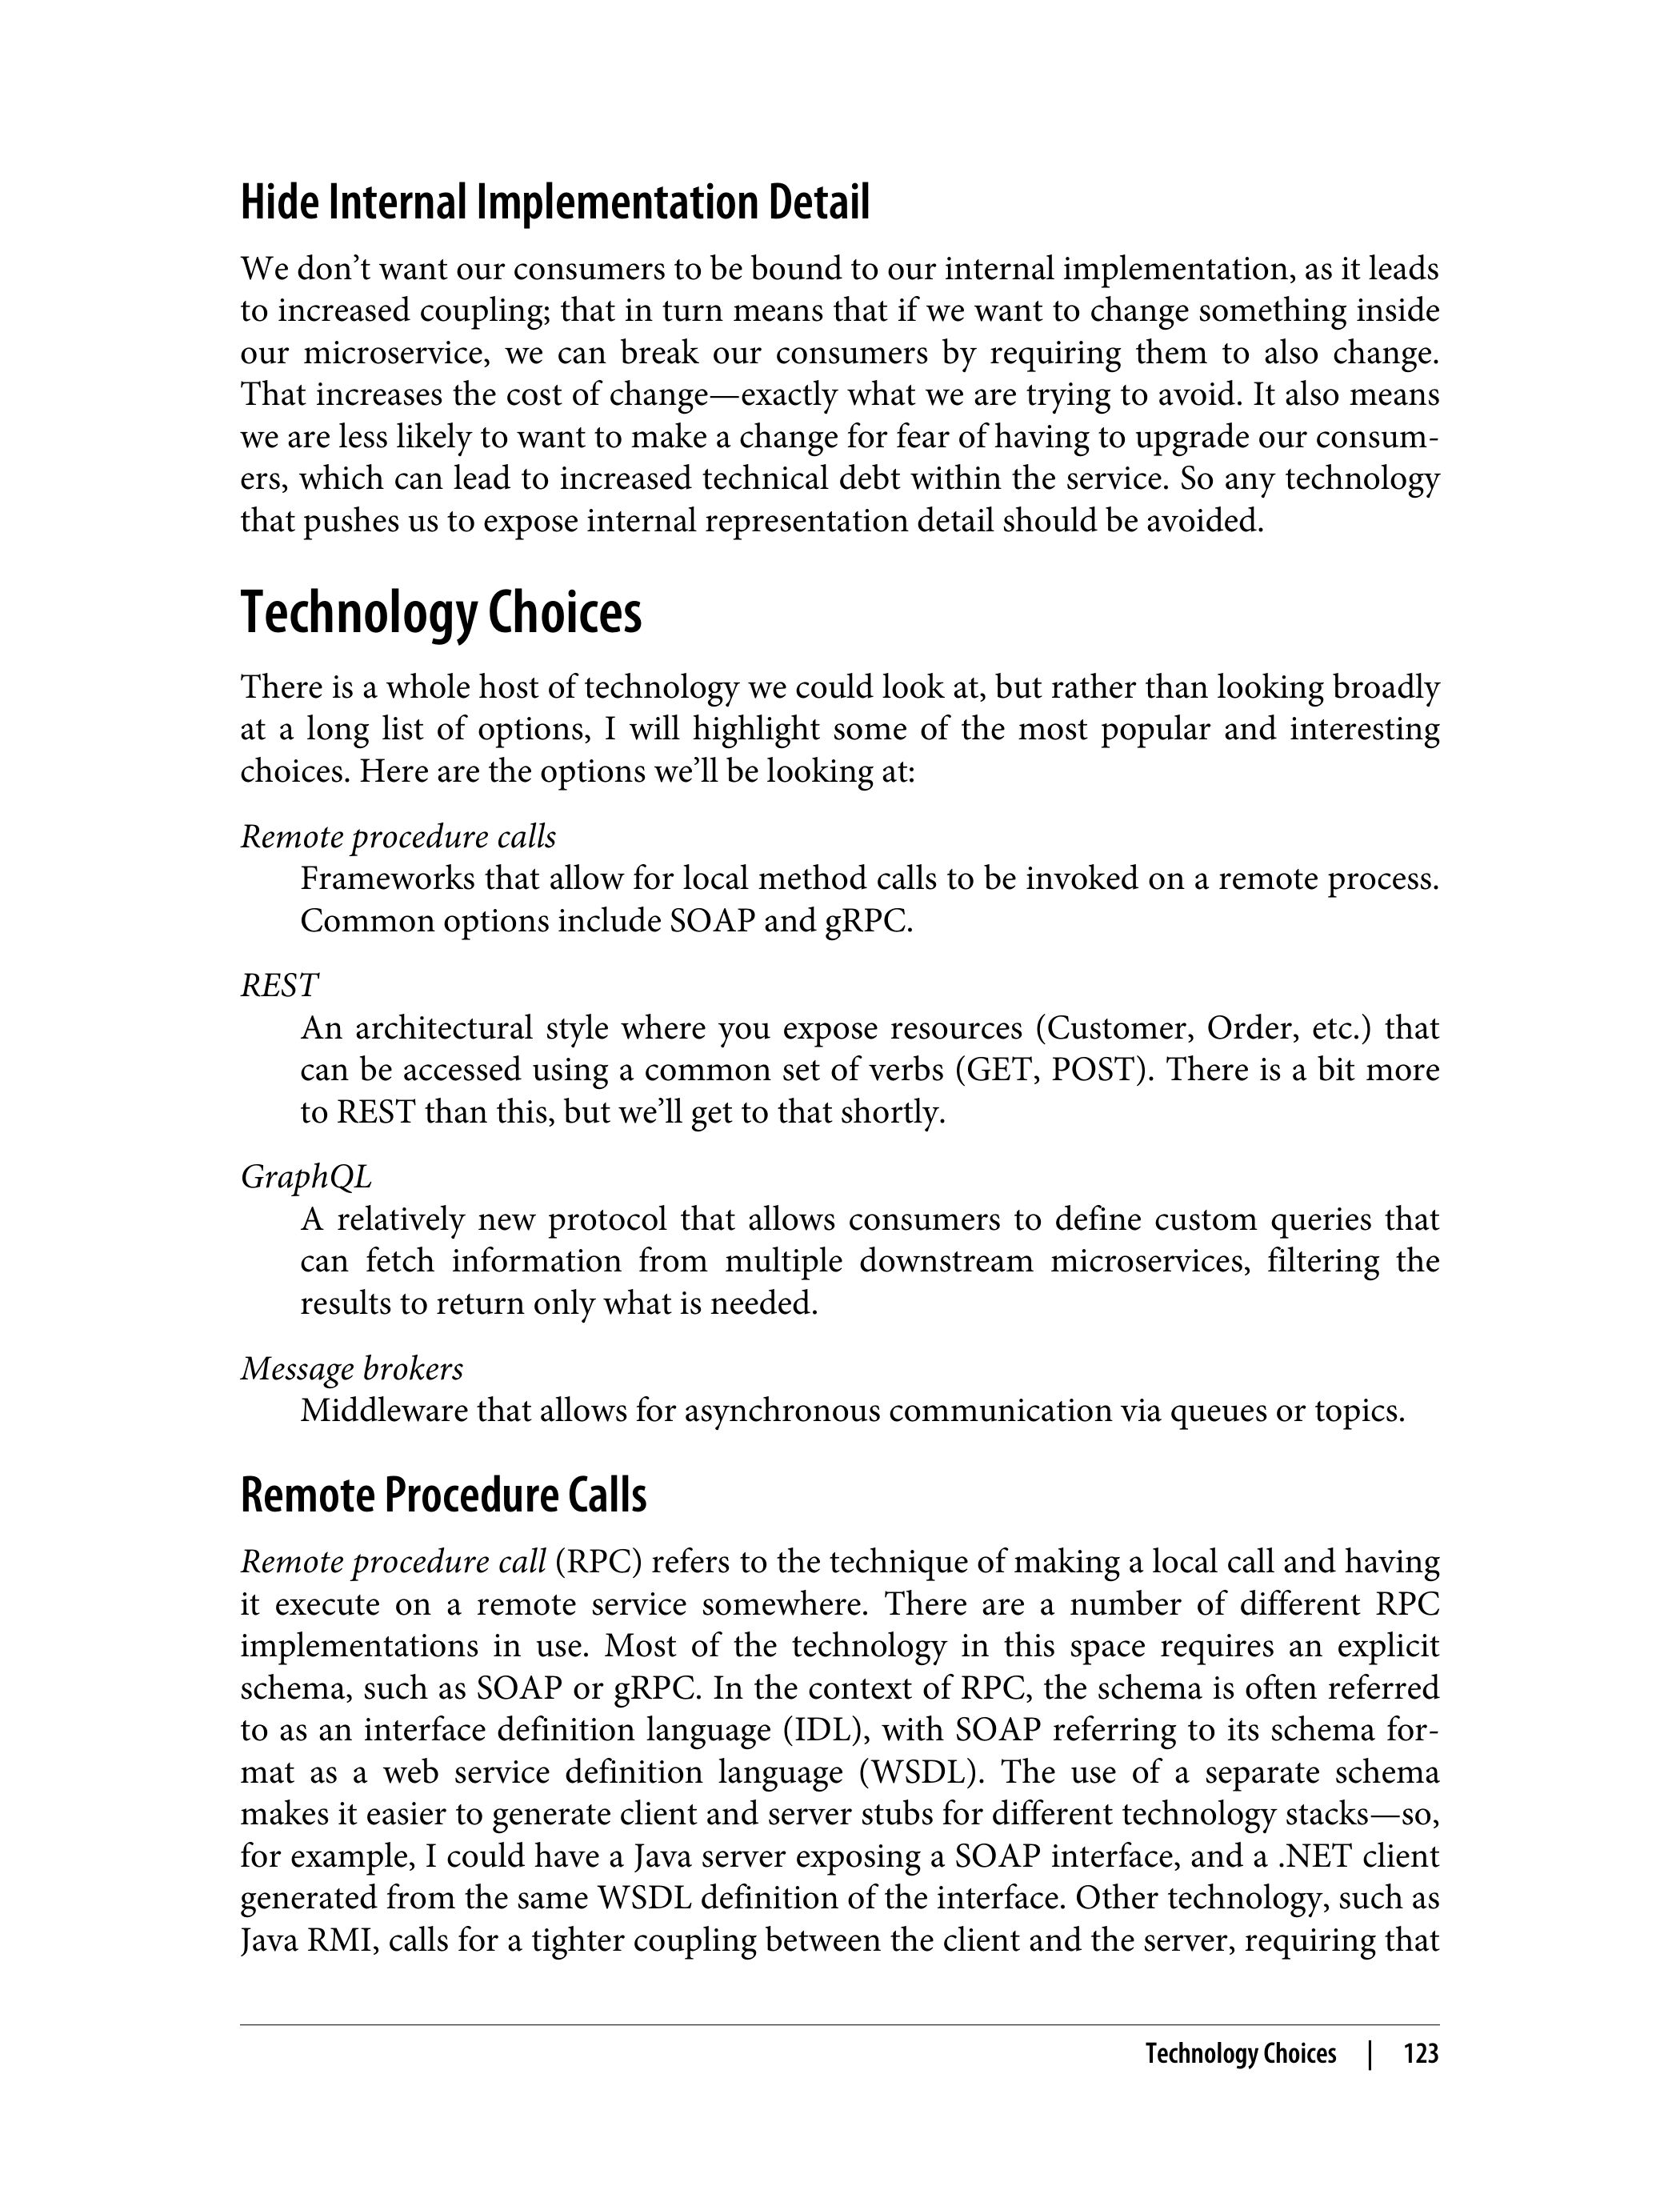 Hide Internal Implementation Detail
We don’t want our consumers to be bound to our internal implementation, as it leads
to increased coupling; that in turn means that if we want to change something inside
our microservice, we can break our consumers by requiring them to also change.
That increases the cost of change—exactly what we are trying to avoid. It also means
we are less likely to want to make a change for fear of having to upgrade our consum-
ers, which can lead to increased technical debt within the service. So any technology
that pushes us to expose internal representation detail should be avoided.
Technology Choices
There is a whole host of technology we could look at, but rather than looking broadly
at a long list of options, I will highlight some of the most popular and interesting
choices. Here are the options we’ll be looking at:
Remote procedure calls
Frameworks that allow for local method calls to be invoked on a remote process.
Common options include SOAP and gRPC.
REST
An architectural style where you expose resources (Customer, Order, etc.) that
can be accessed using a common set of verbs (GET, POST). There is a bit more
to REST than this, but we’ll get to that shortly.
GraphQL
A relatively new protocol that allows consumers to define custom queries that
can fetch information from multiple downstream microservices, filtering the
results to return only what is needed.
Message brokers
Middleware that allows for asynchronous communication via queues or topics.
Remote Procedure Calls
Remote procedure call (RPC) refers to the technique of making a local call and having
it execute on a remote service somewhere. There are a number of different RPC
implementations in use. Most of the technology in this space requires an explicit
schema, such as SOAP or gRPC. In the context of RPC, the schema is often referred
to as an interface definition language (IDL), with SOAP referring to its schema for-
mat as a web service definition language (WSDL). The use of a separate schema
makes it easier to generate client and server stubs for different technology stacks—so,
for example, I could have a Java server exposing a SOAP interface, and a .NET client
generated from the same WSDL definition of the interface. Other technology, such as
Java RMI, calls for a tighter coupling between the client and the server, requiring that
Technology Choices | 123